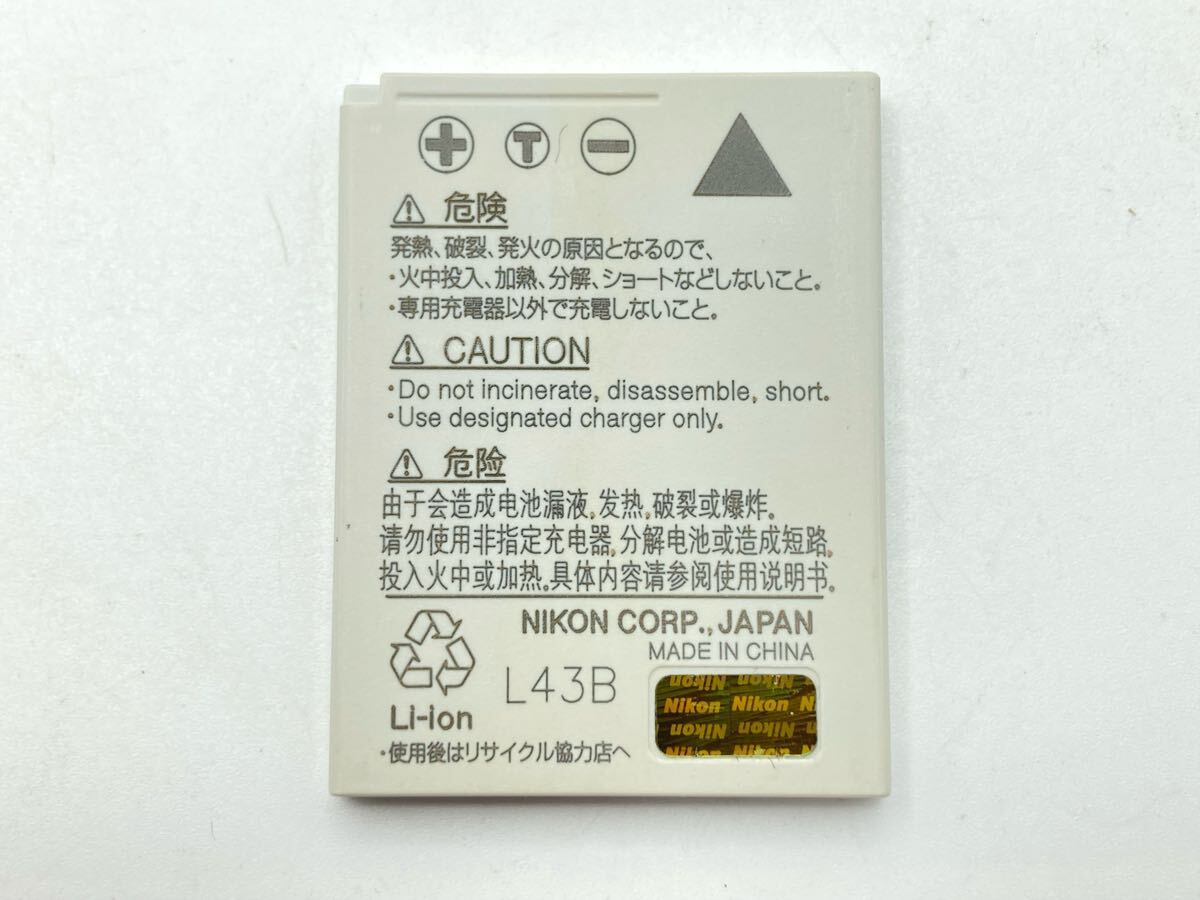 + T −
⚠ 危険
発熱、破裂、発火の原因となるので、
・火中投入、加熱、分解、ショートなどしないこと。
・専用充電器以外で充電しないこと。
⚠ CAUTION
・Do not incinerate, disassemble, short.
・Use designated charger only.
⚠ 危险
由于会造成电池漏液,发热,破裂或爆炸。
请勿使用非指定充电器,分解电池或造成短路,
投入火中或加热。具体内容请参阅使用说明书。
NIKON CORP., JAPAN
MADE IN CHINA
L43B
Li-ion
・使用後はリサイクル協力店へ
Nikon Nikon
Nikon Nikon N
Nikon Nikon
Nikon Nikon N